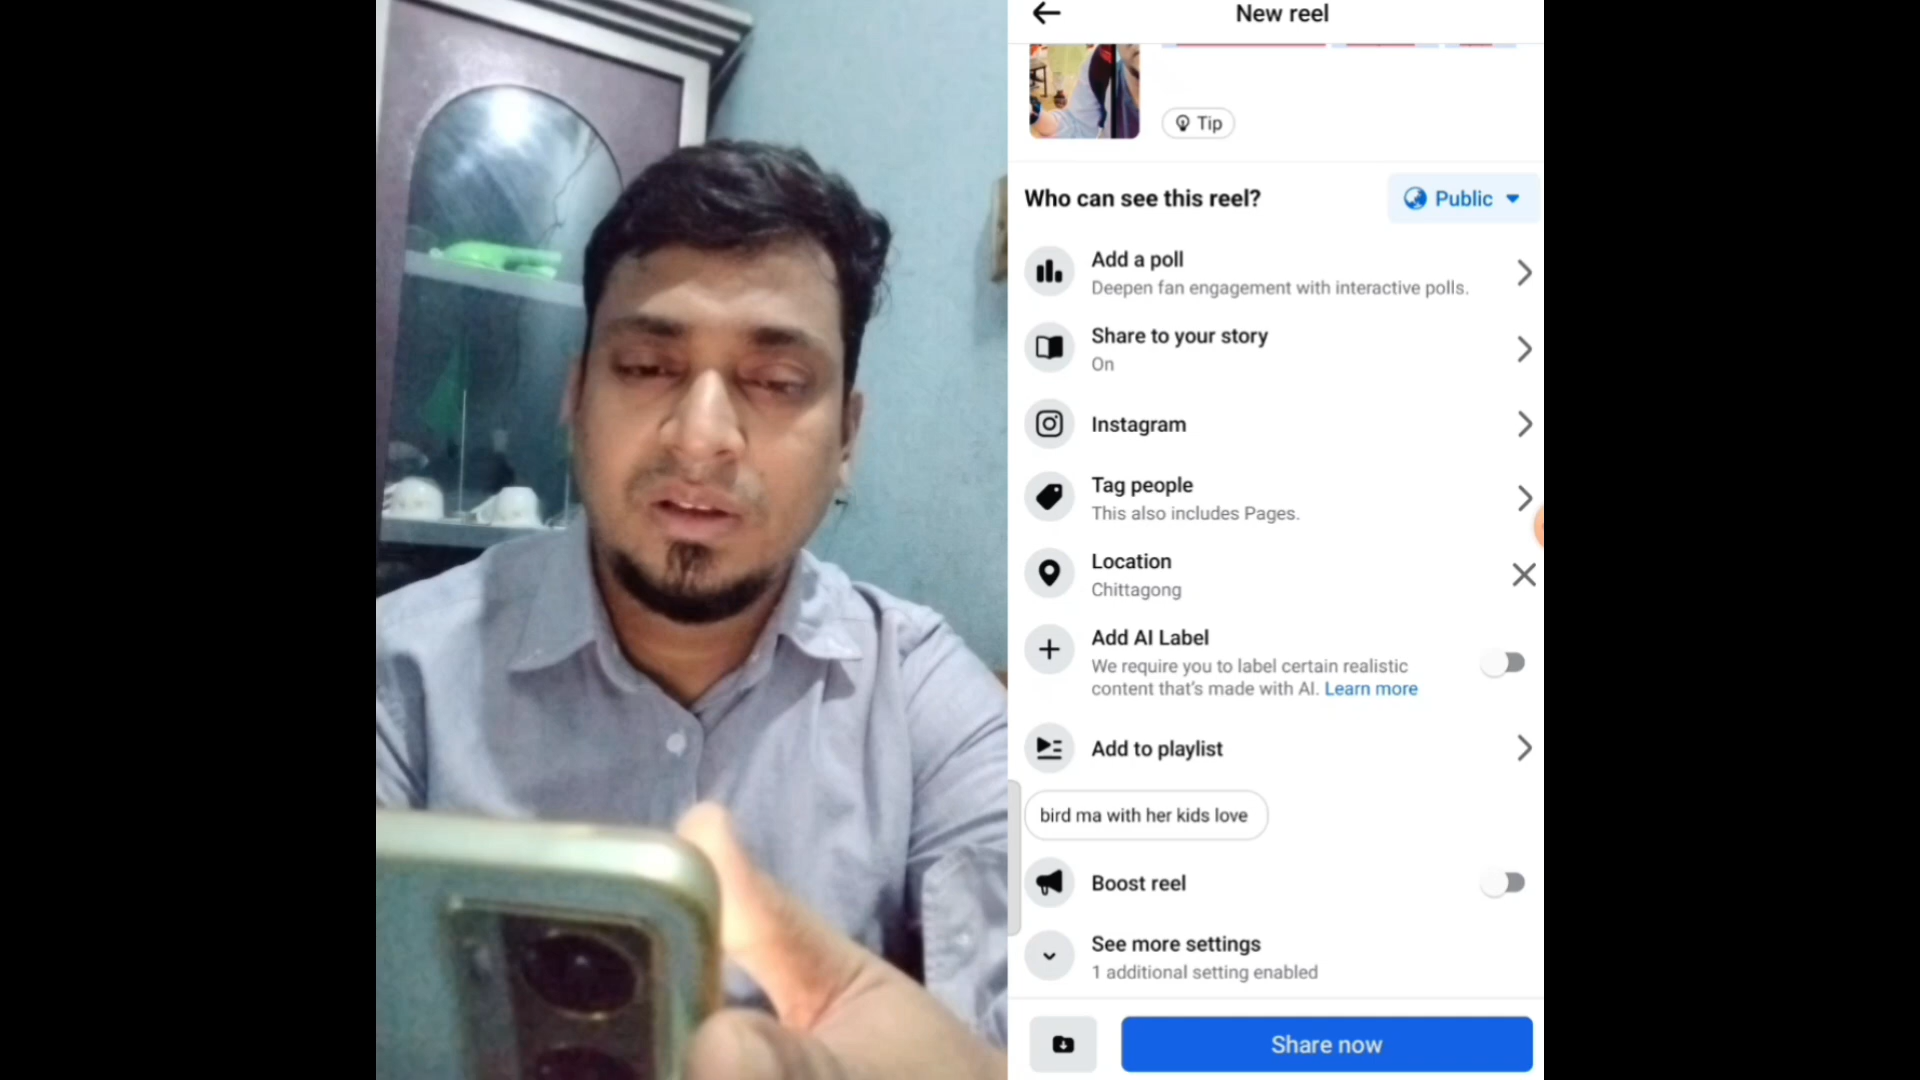 New reel
Tip
Who can see this reel?
Public
Add a poll
Deepen fan engagement with interactive polls.
Share to your story
On
Instagram
Tag people
This also includes Pages.
Location
Chittagong
Add AI Label
We require you to label certain realistic
content that's made with AI. Learn more
Add to playlist
bird ma with her kids love
Boost reel
See more settings
1 additional setting enabled
Share now